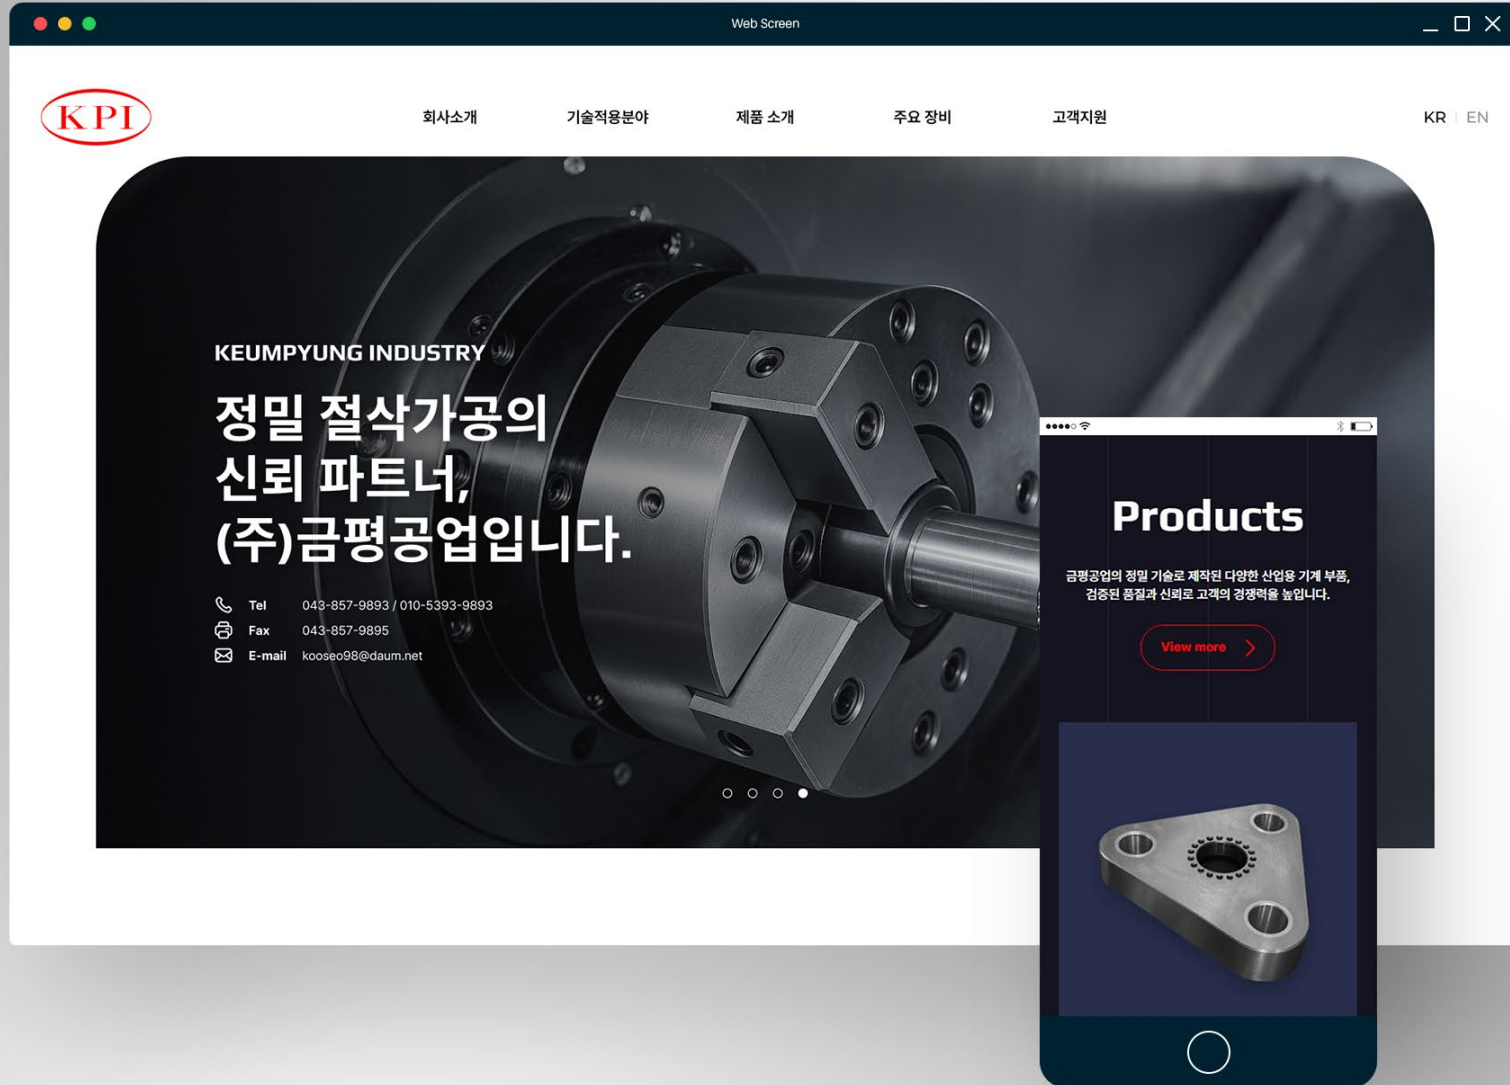 Web Screen
KPI
회사소개
기술적용분야
제품 소개
주요 장비
고객지원
KR | EN
KEUMPYUNG INDUSTRY
정밀 절삭가공의
신뢰 파트너,
(주)금평공업입니다.
Tel 043-857-9893 / 010-5393-9893
Fax 043-857-9895
E-mail kooseo98@daum.net
Products
금평공업의 정밀 기술로 제작된 다양한 산업용 기계 부품,
검증된 품질과 신뢰로 고객의 경쟁력을 높입니다.
View more